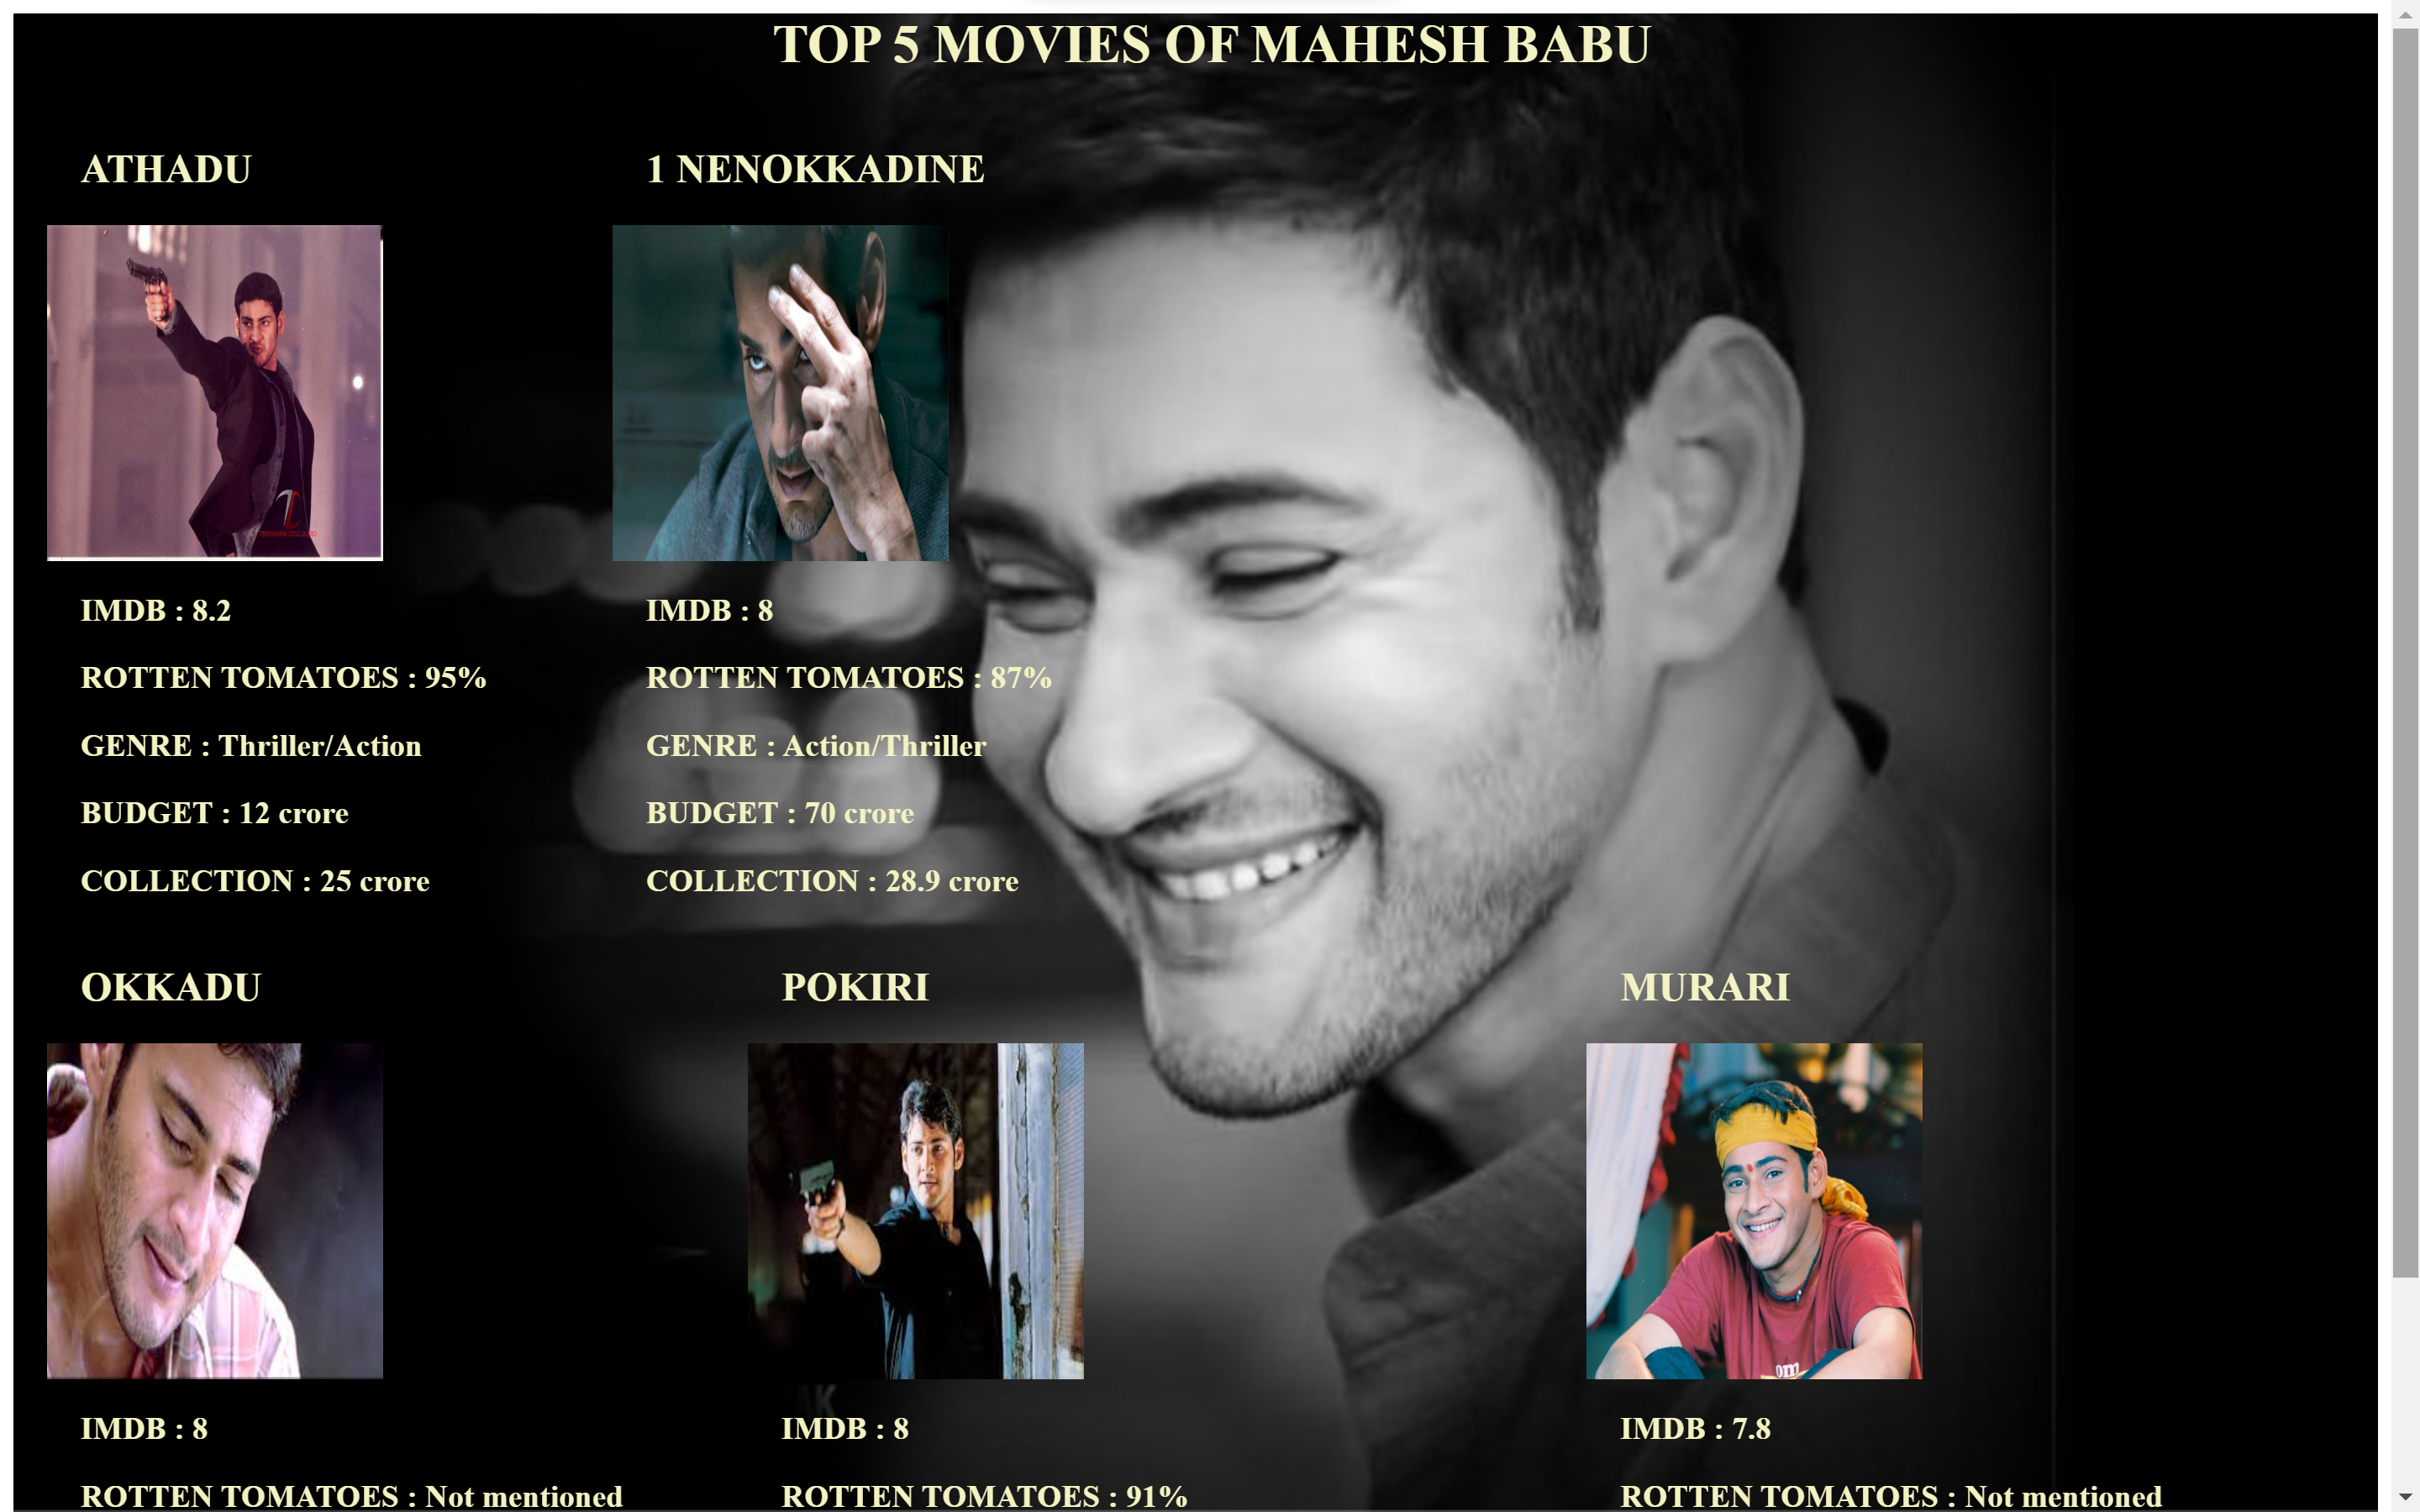 TOP 5 MOVIES OF MAHESH BABU
ATHADU
1 NENOKKADINE
IMDB : 8.2
ROTTEN TOMATOES : 95%
GENRE : Thriller/Action
BUDGET : 12 crore
COLLECTION : 25 crore
IMDB : 8
ROTTEN TOMATOES : 87%
GENRE : Action/Thriller
BUDGET : 70 crore
COLLECTION : 28.9 crore
OKKADU
POKIRI
MURARI
IMDB : 8
ROTTEN TOMATOES : Not mentioned
IMDB : 8
ROTTEN TOMATOES : 91%
IMDB : 7.8
ROTTEN TOMATOES : Not mentioned